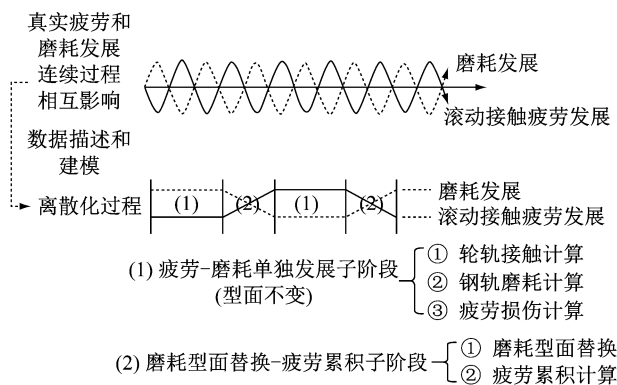 真实疲劳和
磨耗发展
连续过程
相互影响
磨耗发展
滚动接触疲劳发展
数据描述和
建模
离散化过程
(1) (2) (1) (2)
磨耗发展
滚动接触疲劳发展
(1) 疲劳-磨耗单独发展子阶段
(型面不变)
① 轮轨接触计算
② 钢轨磨耗计算
③ 疲劳损伤计算
(2) 磨耗型面替换-疲劳累积子阶段
① 磨耗型面替换
② 疲劳累积计算